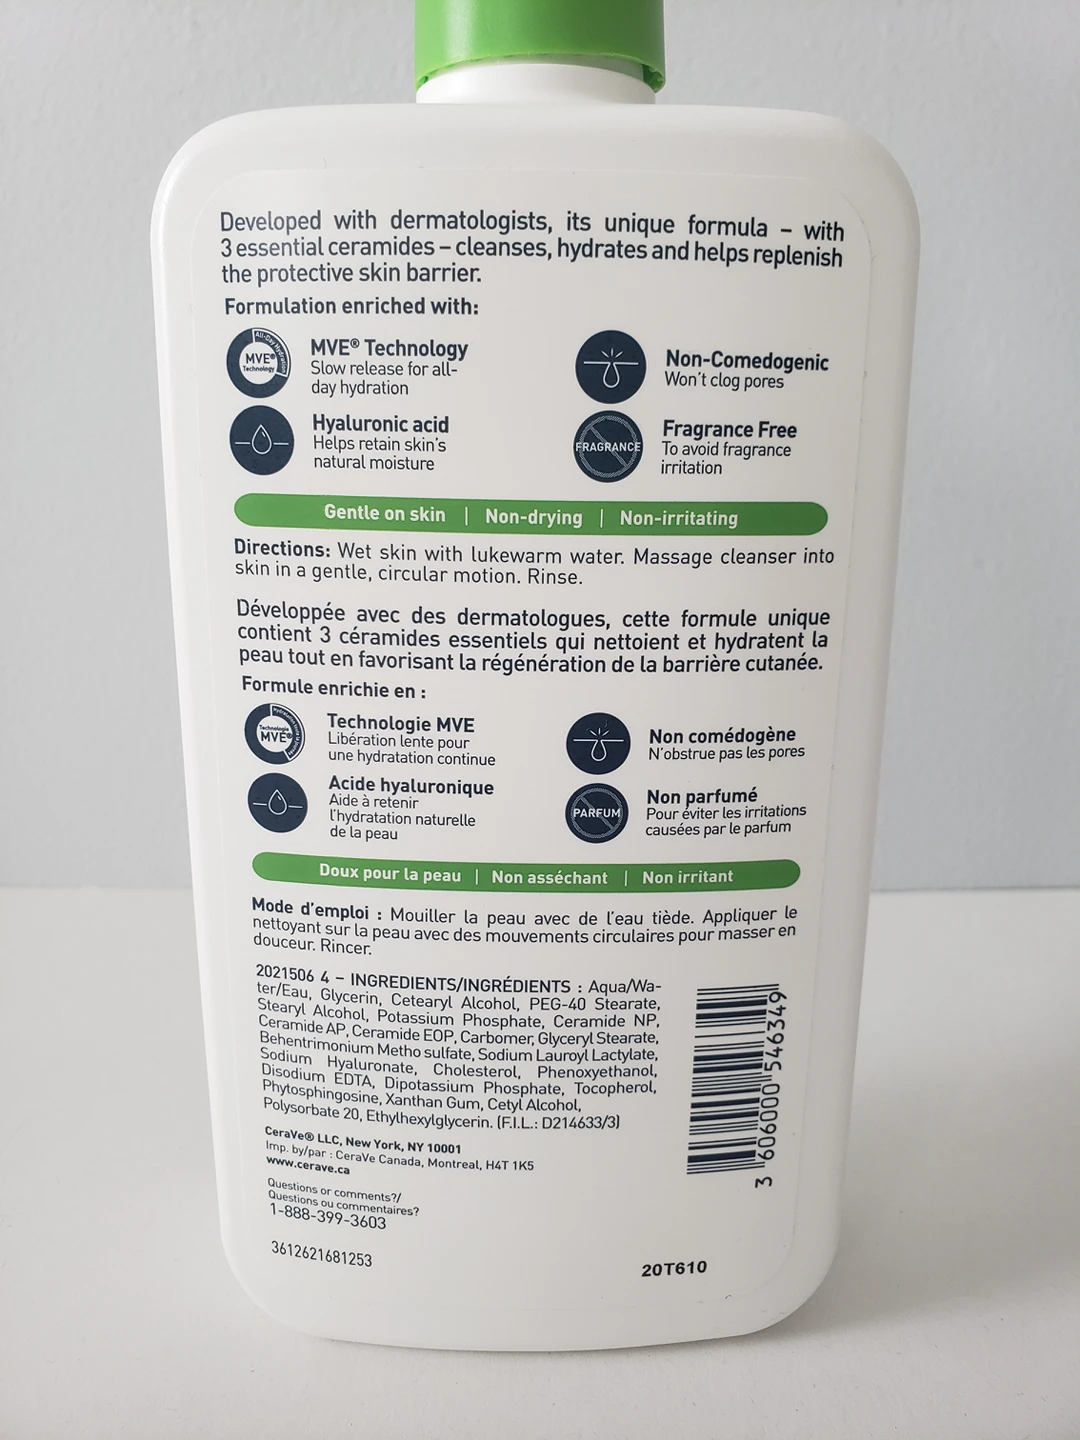 Developed with dermatologists, its unique formula – with
3 essential ceramides – cleanses, hydrates and helps replenish
the protective skin barrier.
Formulation enriched with:
All-Day Hydration
MVE®
Technology
MVE® Technology
Slow release for all-
day hydration
Non-Comedogenic
Won't clog pores
Hyaluronic acid
Helps retain skin's
natural moisture
FRAGRANCE
Fragrance Free
To avoid fragrance
irritation
Gentle on skin | Non-drying | Non-irritating
Directions: Wet skin with lukewarm water. Massage cleanser into
skin in a gentle, circular motion. Rinse.
Développée avec des dermatologues, cette formule unique
contient 3 céramides essentiels qui nettoient et hydratent la
peau tout en favorisant la régénération de la barrière cutanée.
Formule enrichie en :
Technologie
MVE®
Technologie MVE
Libération lente pour
une hydratation continue
Non comédogène
N'obstrue pas les pores
Acide hyaluronique
Aide à retenir
l'hydratation naturelle
de la peau
PARFUM
Non parfumé
Pour éviter les irritations
causées par le parfum
Doux pour la peau | Non asséchant | Non irritant
Mode d'emploi : Mouiller la peau avec de l'eau tiède. Appliquer le
nettoyant sur la peau avec des mouvements circulaires pour masser en
douceur. Rincer.
2021506 4 – INGREDIENTS/INGRÉDIENTS : Aqua/Wa-
ter/Eau, Glycerin, Cetearyl Alcohol, PEG-40 Stearate,
Stearyl Alcohol, Potassium Phosphate, Ceramide NP,
Ceramide AP, Ceramide EOP, Carbomer, Glyceryl Stearate,
Behentrimonium Metho sulfate, Sodium Lauroyl Lactylate,
Sodium Hyaluronate, Cholesterol, Phenoxyethanol,
Disodium EDTA, Dipotassium Phosphate, Tocopherol,
Phytosphingosine, Xanthan Gum, Cetyl Alcohol,
Polysorbate 20, Ethylhexylglycerin. (F.I.L.: D214633/3)
CeraVe® LLC, New York, NY 10001
Imp. by/par : CeraVe Canada, Montreal, H4T 1K5
www.cerave.ca
Questions or comments?/
Questions ou commentaires?
1-888-399-3603
3612621681253
3 606000 546349
20T610